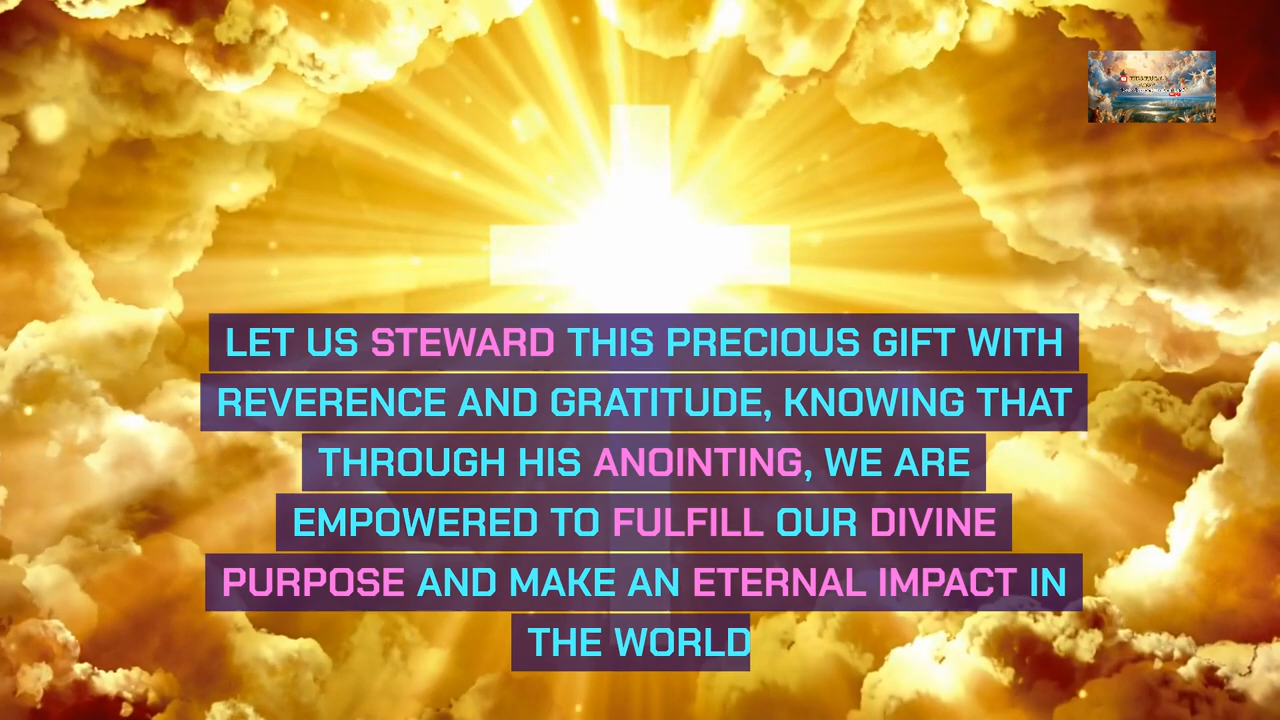 LET US STEWARD THIS PRECIOUS GIFT WITH
REVERENCE AND GRATITUDE, KNOWING THAT
THROUGH HIS ANOINTING, WE ARE
EMPOWERED TO FULFILL OUR DIVINE
PURPOSE AND MAKE AN ETERNAL IMPACT IN
THE WORLD